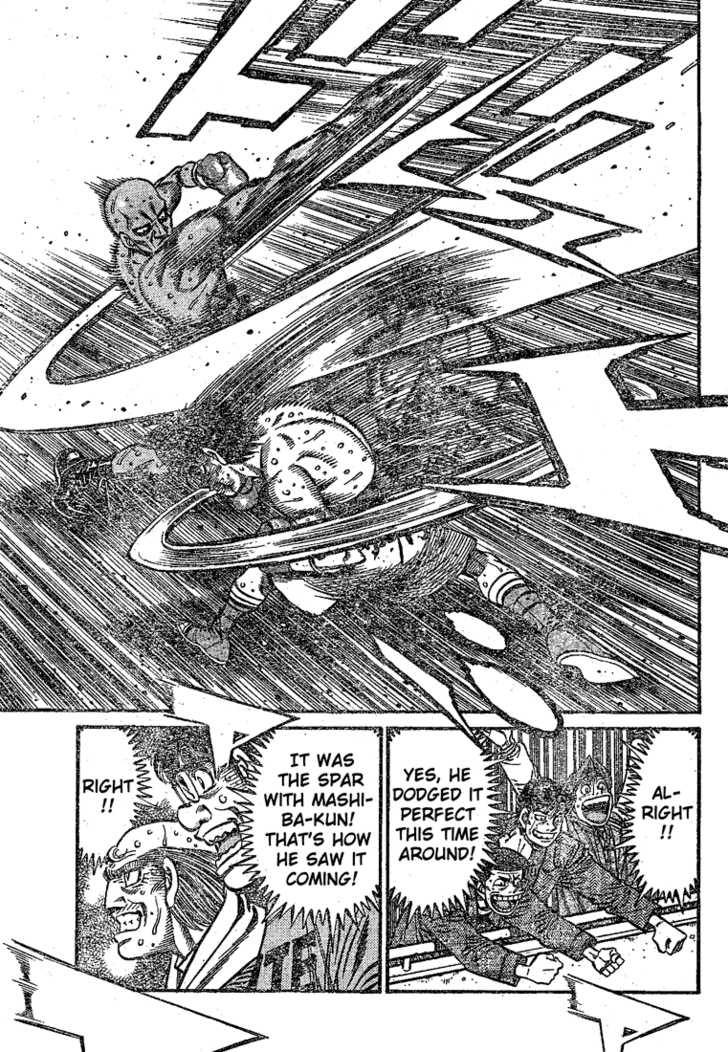 AL-
RIGHT
!!
YES, HE
DODGED IT
PERFECT
THIS TIME
AROUND!
IT WAS
THE SPAR
WITH MASHI-
BA-KUN!
THAT'S HOW
HE SAW IT
COMING!
RIGHT
!!